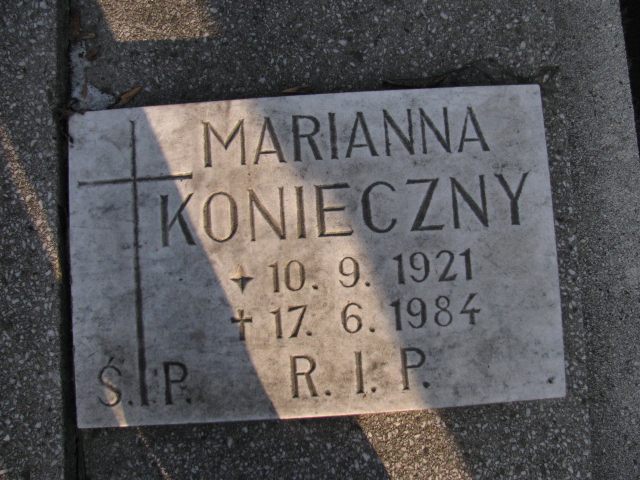 MARIANNA
KONIECZNY
10. 9. 1921
✝ 17. 6. 1984
Ś.P. R. I. P.